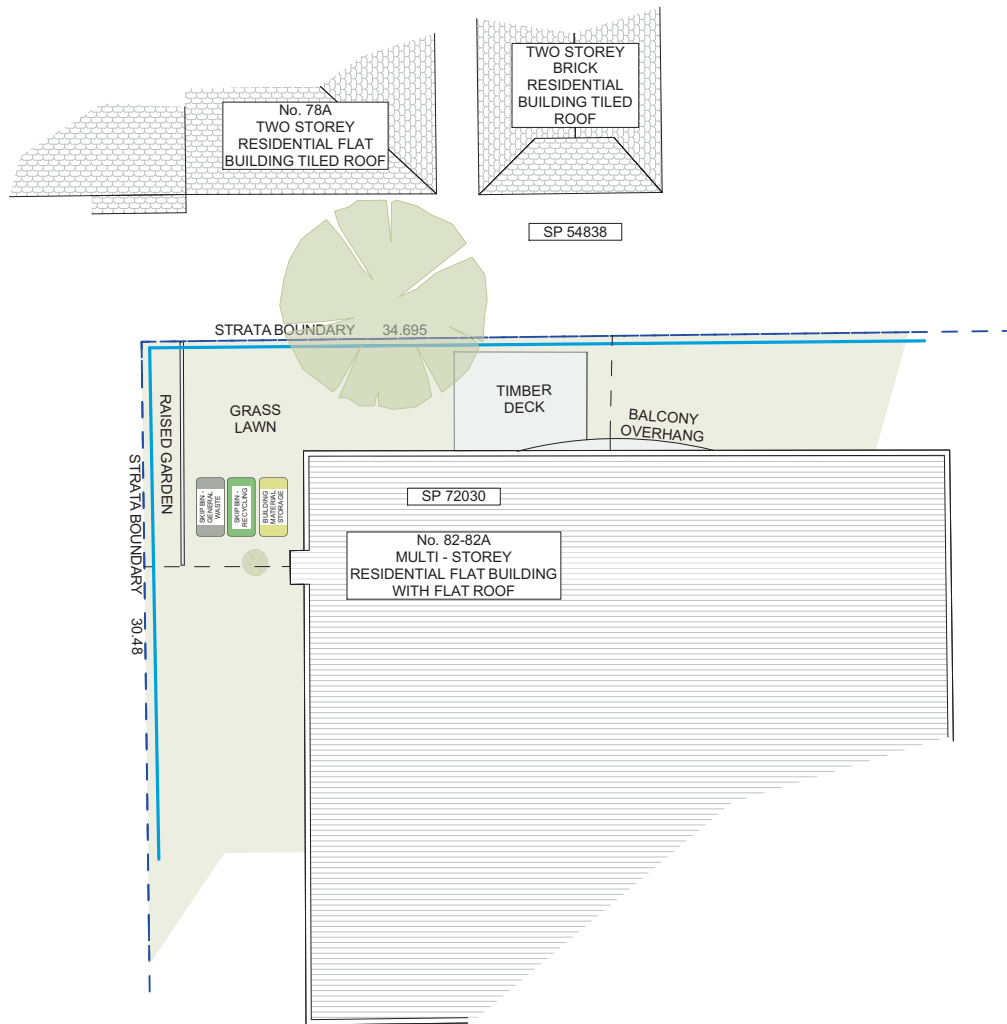 TWO STOREY
BRICK
RESIDENTIAL
BUILDING TILED
ROOF
No. 78A
TWO STOREY
RESIDENTIAL FLAT
BUILDING TILED ROOF
SP 54838
STRATA BOUNDARY 34.695
RAISED GARDEN
GRASS
LAWN
TIMBER
DECK
BALCONY
OVERHANG
STRATA BOUNDARY 30.48
SKIP BIN -
GENERAL
WASTE
SKIP BIN -
RECYCLING
BUILDING
MATERIAL
STORAGE
SP 72030
No. 82-82A
MULTI - STOREY
RESIDENTIAL FLAT BUILDING
WITH FLAT ROOF